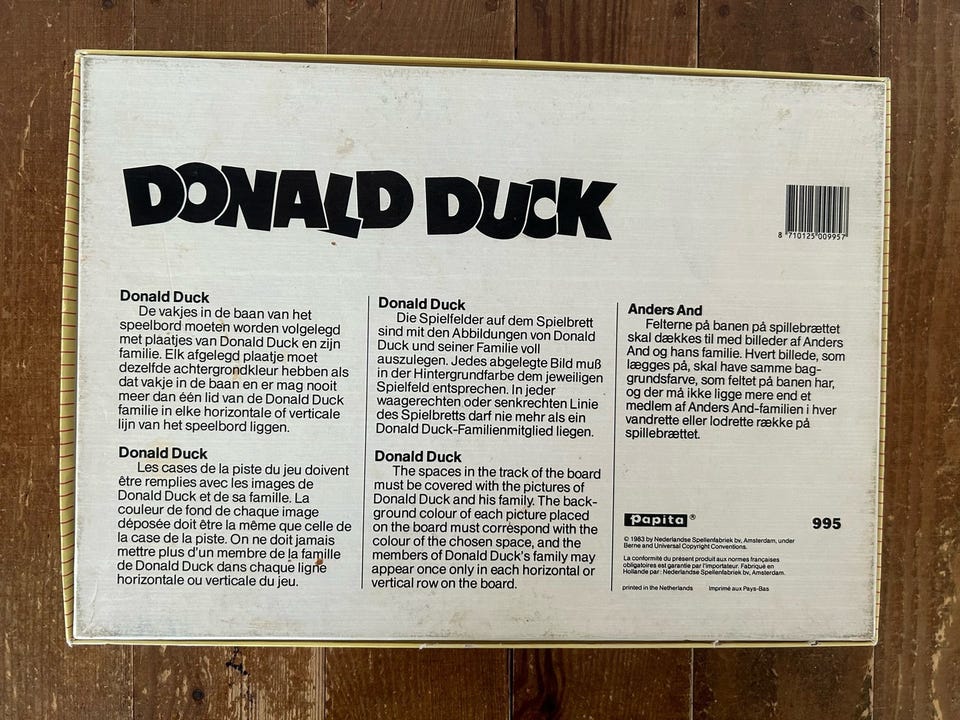 DONALD DUCK
8 710125 009957
Donald Duck
De vakjes in de baan van het
speelbord moeten worden volgelegd
met plaatjes van Donald Duck en zijn
familie. Elk afgelegd plaatje moet
dezelfde achtergrondkleur hebben als
dat vakje in de baan en er mag nooit
meer dan één lid van de Donald Duck
familie in elke horizontale of verticale
lijn van het speelbord liggen.
Donald Duck
Les cases de la piste du jeu doivent
être remplies avec les images de
Donald Duck et de sa famille. La
couleur de fond de chaque image
déposée doit être la même que celle de
la case de la piste. On ne doit jamais
mettre plus d'un membre de la famille
de Donald Duck dans chaque ligne
horizontale ou verticale du jeu.
Donald Duck
Die Spielfelder auf dem Spielbrett
sind mit den Abbildungen von Donald
Duck und seiner Familie voll
auszulegen. Jedes abgelegte Bild muß
in der Hintergrundfarbe dem jeweiligen
Spielfeld entsprechen. In jeder
waagerechten oder senkrechten Linie
des Spielbretts darf nie mehr als ein
Donald Duck-Familienmitglied liegen.
Donald Duck
The spaces in the track of the board
must be covered with the pictures of
Donald Duck and his family. The back-
ground colour of each picture placed
on the board must correspond with the
colour of the chosen space, and the
members of Donald Duck's family may
appear once only in each horizontal or
vertical row on the board.
Anders And
Felterne på banen på spillebrættet
skal dækkes til med billeder af Anders
And og hans familie. Hvert billede, som
lægges på, skal have samme bag-
grundsfarve, som feltet på banen har,
og der må ikke ligge mere end et
medlem af Anders And-familien i hver
vandrette eller lodrette række på
spillebrættet.
Papita ®
995
© 1983 by Nederlandse Spellenfabriek bv, Amsterdam, under
Berne and Universal Copyright Conventions.
La conformité du présent produit aux normes françaises
obligatoires est garantie par l'importateur. Fabriqué en
Hollande par: Nederlandse Spellenfabriek bv, Amsterdam.
printed in the Netherlands imprimé aux Pays-Bas